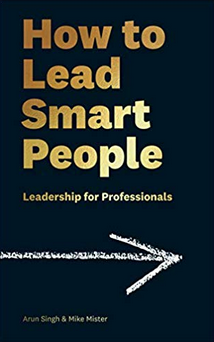 How to
Lead
Smart
People
Leadership for Professionals
Arun Singh & Mike Mister